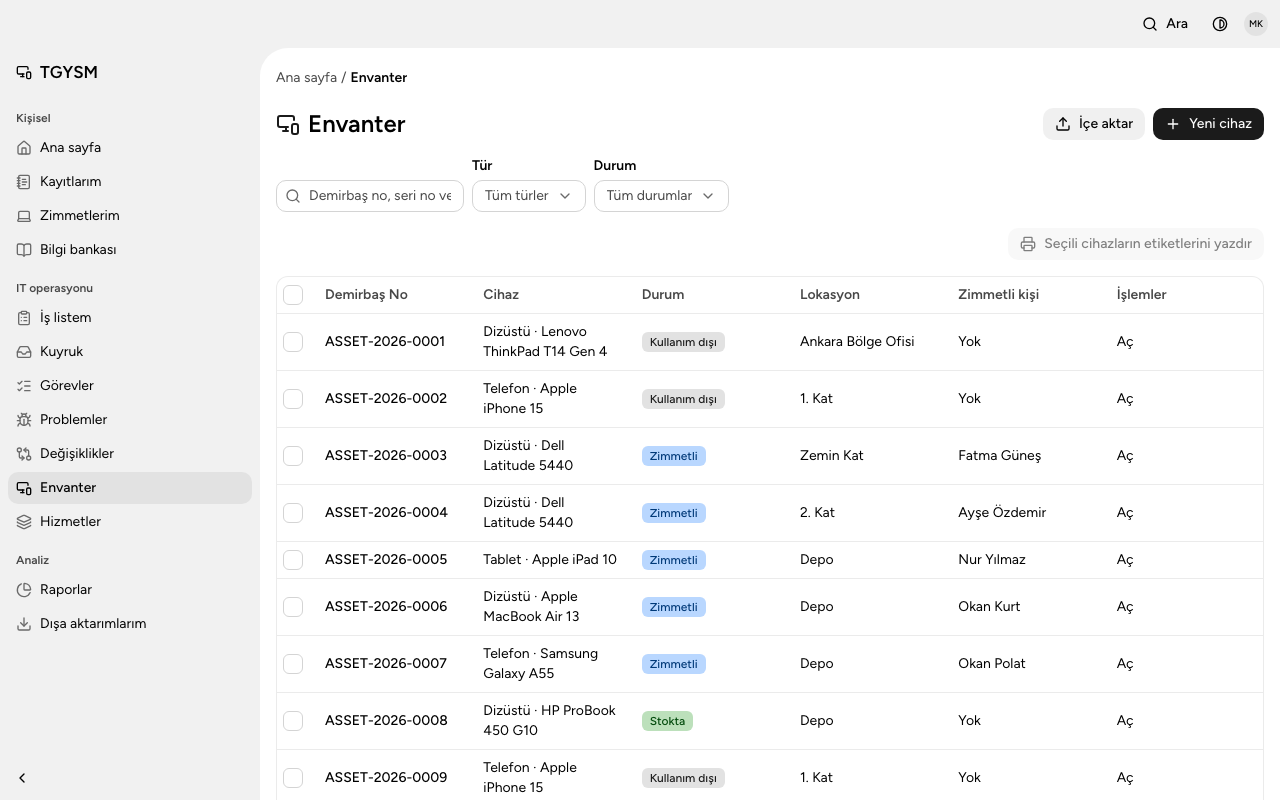 Ara
MK
TGYSM
Kişisel
Ana sayfa
Kayıtlarım
Zimmetlerim
Bilgi bankası
IT operasyonu
İş listem
Kuyruk
Görevler
Problemler
Değişiklikler
Envanter
Hizmetler
Analiz
Raporlar
Dışa aktarımlarım
Ana sayfa / Envanter
Envanter
İçe aktar
Yeni cihaz
Tür
Durum
Demirbaş no, seri no ve
Tüm türler
Tüm durumlar
Seçili cihazların etiketlerini yazdır
Demirbaş No Cihaz Durum Lokasyon Zimmetli kişi İşlemler
ASSET-2026-0001 Dizüstü · Lenovo ThinkPad T14 Gen 4 Kullanım dışı Ankara Bölge Ofisi Yok Aç
ASSET-2026-0002 Telefon · Apple iPhone 15 Kullanım dışı 1. Kat Yok Aç
ASSET-2026-0003 Dizüstü · Dell Latitude 5440 Zimmetli Zemin Kat Fatma Güneş Aç
ASSET-2026-0004 Dizüstü · Dell Latitude 5440 Zimmetli 2. Kat Ayşe Özdemir Aç
ASSET-2026-0005 Tablet · Apple iPad 10 Zimmetli Depo Nur Yılmaz Aç
ASSET-2026-0006 Dizüstü · Apple MacBook Air 13 Zimmetli Depo Okan Kurt Aç
ASSET-2026-0007 Telefon · Samsung Galaxy A55 Zimmetli Depo Okan Polat Aç
ASSET-2026-0008 Dizüstü · HP ProBook 450 G10 Stokta Depo Yok Aç
ASSET-2026-0009 Telefon · Apple iPhone 15 Kullanım dışı 1. Kat Yok Aç